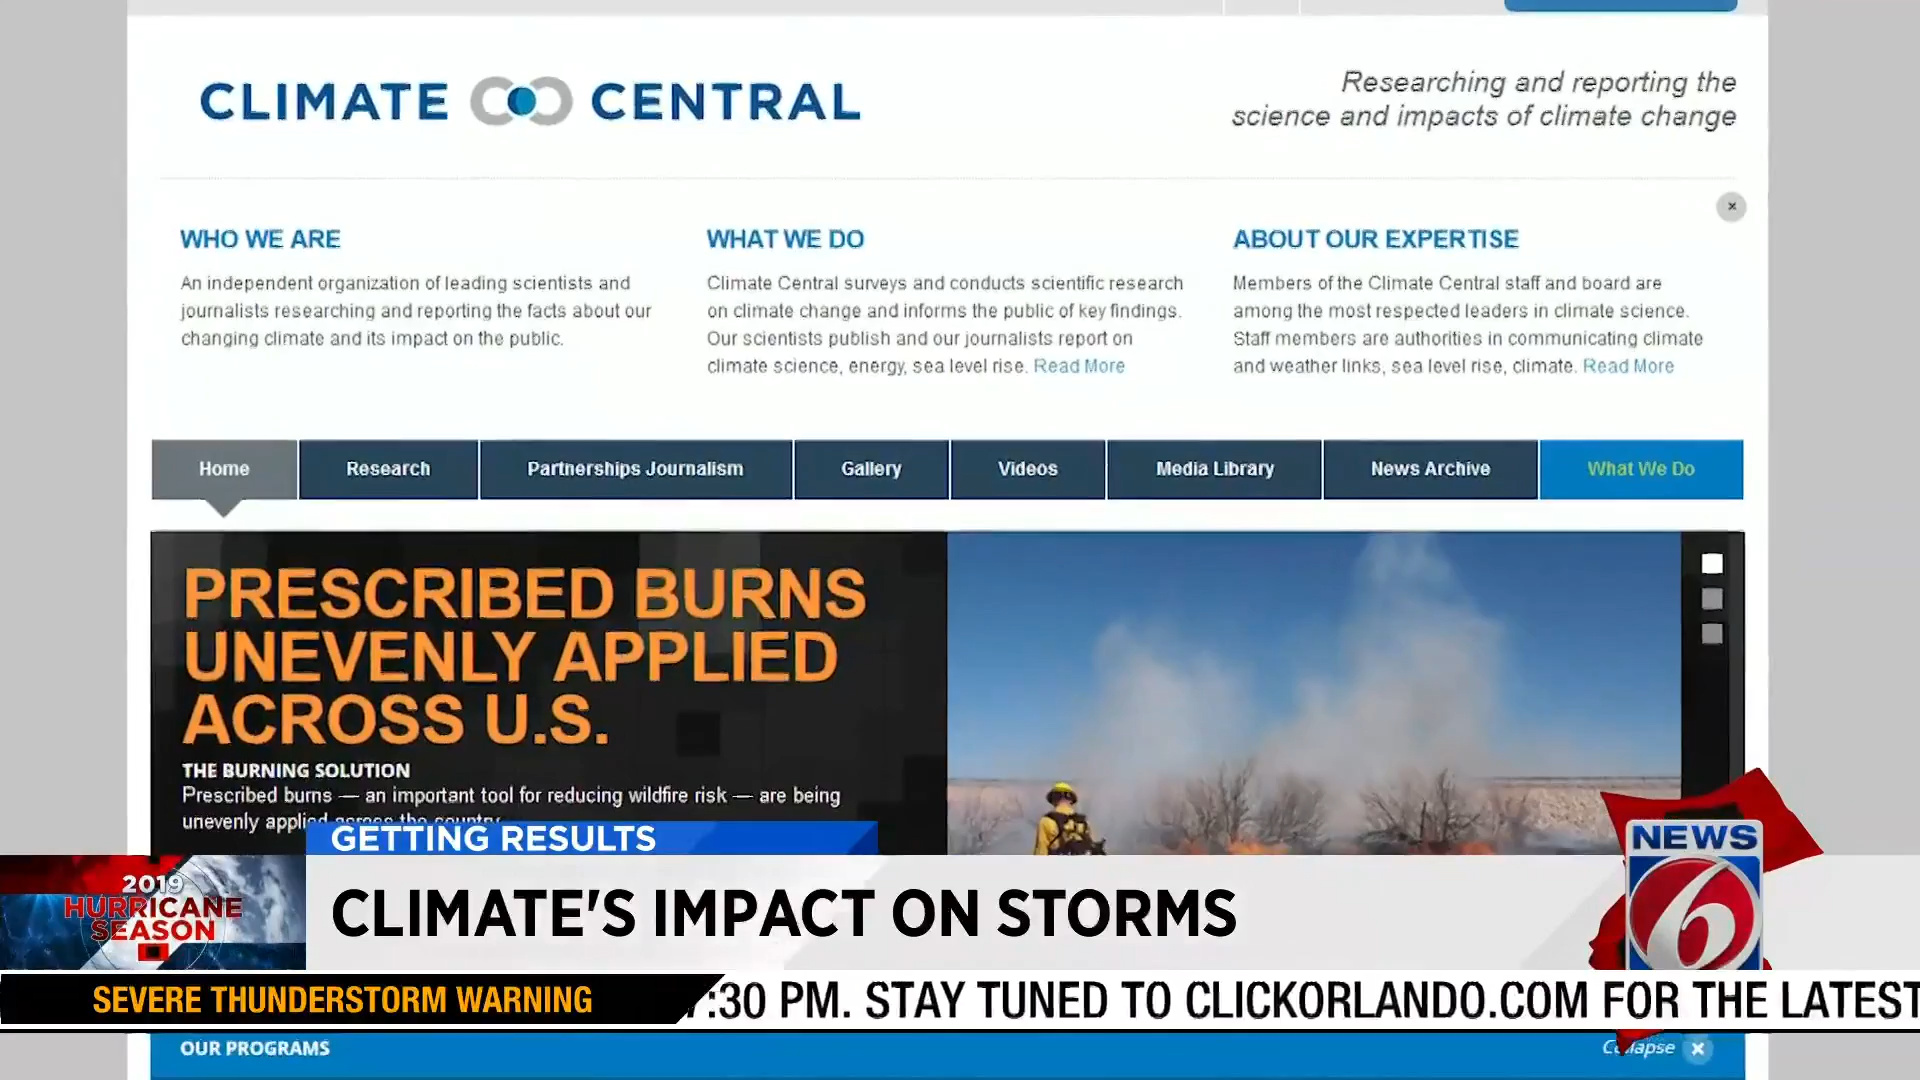 CLIMATE CENTRAL
Researching and reporting the
science and impacts of climate change
WHO WE ARE
An independent organization of leading scientists and
journalists researching and reporting the facts about our
changing climate and its impact on the public.
WHAT WE DO
Climate Central surveys and conducts scientific research
on climate change and informs the public of key findings.
Our scientists publish and our journalists report on
climate science, energy, sea level rise. Read More
ABOUT OUR EXPERTISE
Members of the Climate Central staff and board are
among the most respected leaders in climate science.
Staff members are authorities in communicating climate
and weather links, sea level rise, climate. Read More
Home
Research
Partnerships Journalism
Gallery
Videos
Media Library
News Archive
What We Do
PRESCRIBED BURNS
UNEVENLY APPLIED
ACROSS U.S.
THE BURNING SOLUTION
Prescribed burns — an important tool for reducing wildfire risk — are being
unevenly applied across the country.
GETTING RESULTS
2019
HURRICANE
SEASON
CLIMATE'S IMPACT ON STORMS
NEWS
6
SEVERE THUNDERSTORM WARNING
7:30 PM. STAY TUNED TO CLICKORLANDO.COM FOR THE LATEST
OUR PROGRAMS
Collapse